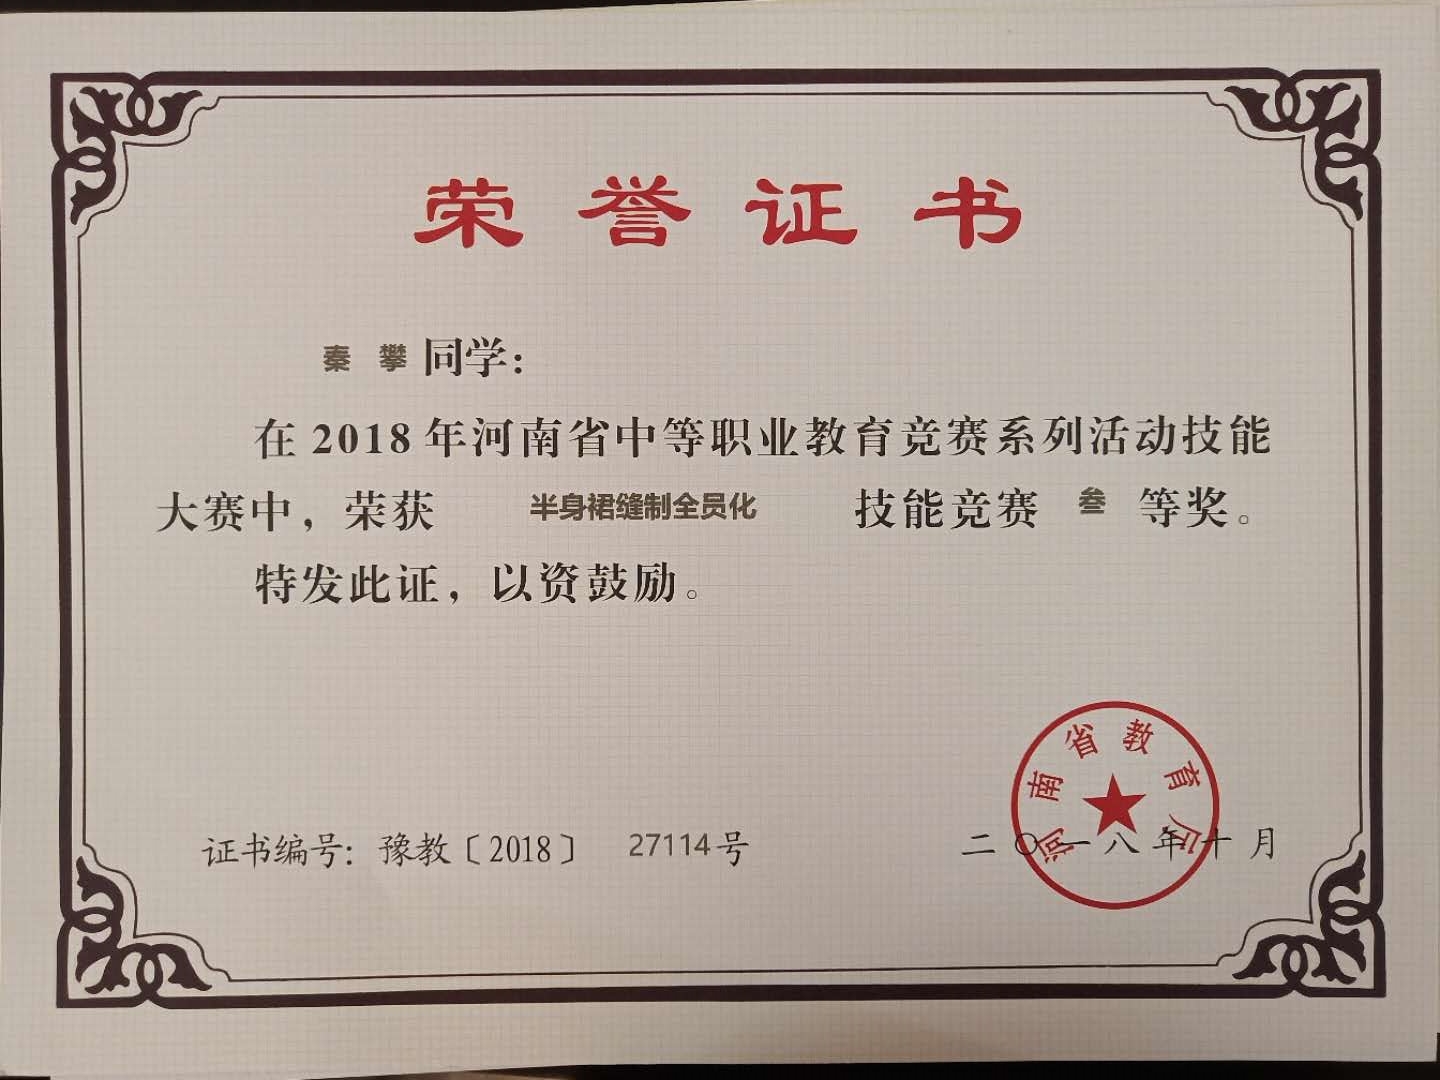 荣誉证书
秦攀同学：
在2018年河南省中等职业教育竞赛系列活动技能
大赛中，荣获 半身裙缝制全员化 技能竞赛 叁 等奖。
特发此证，以资鼓励。
河南省教育厅
证书编号：豫教〔2018〕 27114号
二〇一八年十月